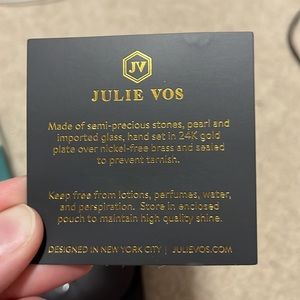 JV
JULIE VOS
Made of semi-precious stones, pearl and
imported glass, hand set in 24K gold
plate over nickel-free brass and sealed
to prevent tarnish.
Keep free from lotions, perfumes, water,
and perspiration. Store in enclosed
pouch to maintain high quality shine.
DESIGNED IN NEW YORK CITY | JULIEVOS.COM